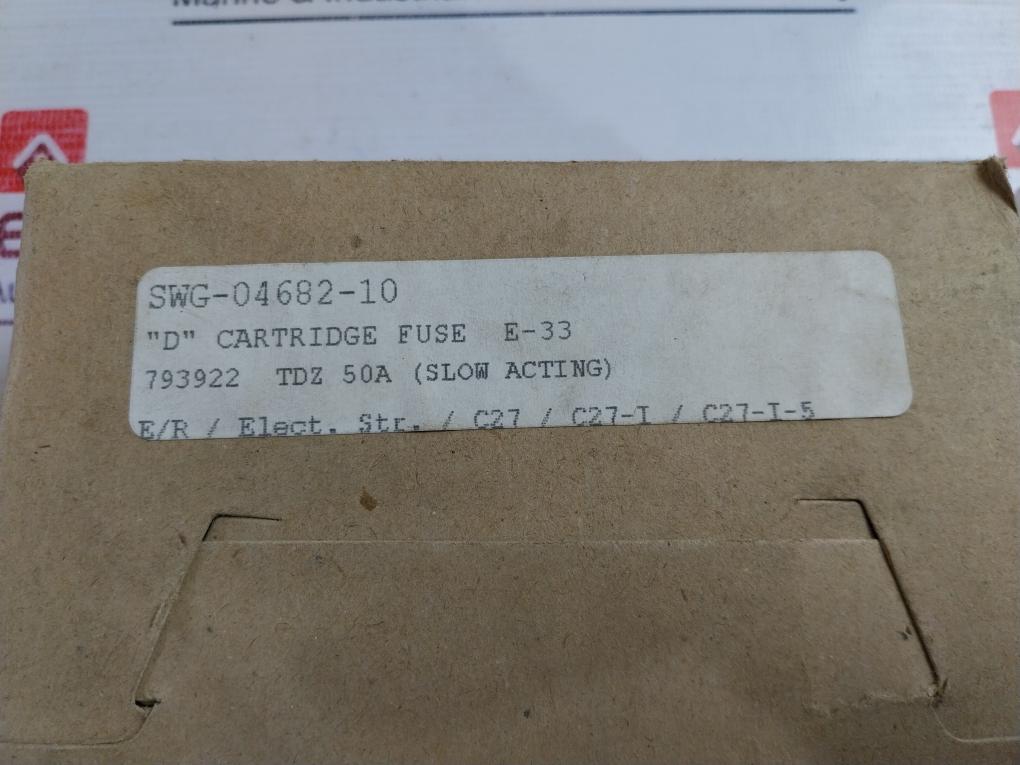 SWG-04682-10
"D" CARTRIDGE FUSE E-33
793922 TDZ 50A (SLOW ACTING)
E/R / Elect. Str. / C27 / C27-I / C27-I-5